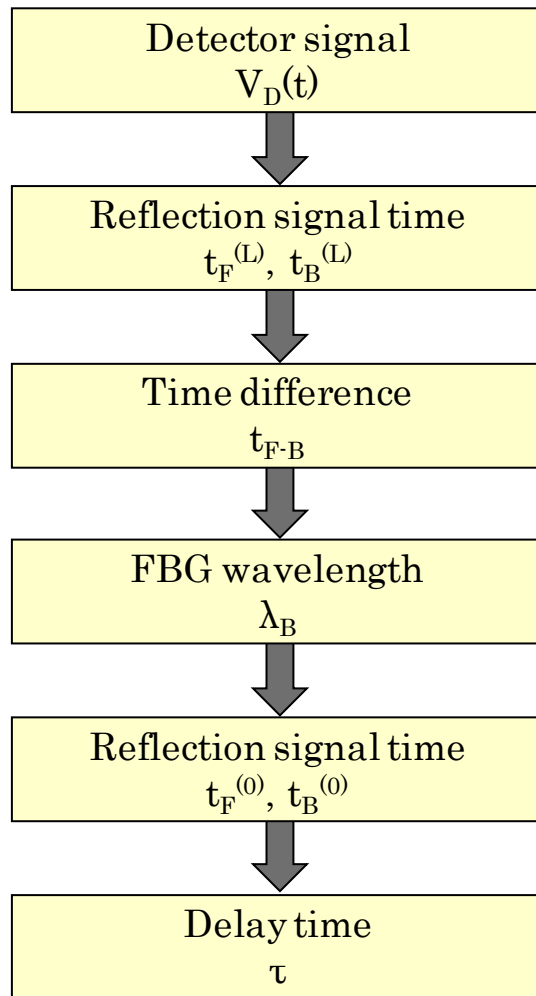 Detector signal
V_D(t)
Reflection signal time
t_F^(L), t_B^(L)
Time difference
t_F-B
FBG wavelength
λ_B
Reflection signal time
t_F^(0), t_B^(0)
Delay time
τ